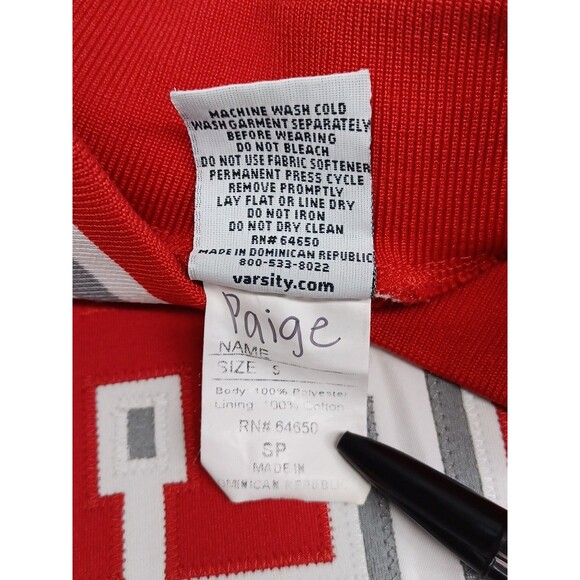 MACHINE WASH COLD
WASH GARMENT SEPARATELY
BEFORE WEARING
DO NOT BLEACH
DO NOT USE FABRIC SOFTENER
PERMANENT PRESS CYCLE
REMOVE PROMPTLY
LAY FLAT OR LINE DRY
DO NOT IRON
DO NOT DRY CLEAN
RN# 64650
MADE IN DOMINICAN REPUBLIC
800-533-8022
varsity.com
Paige
NAME
SIZE S
Body: 100% Polyester
Lining: 100% Cotton
RN# 64650
SP
MADE IN
DOMINICAN REPUBLIC